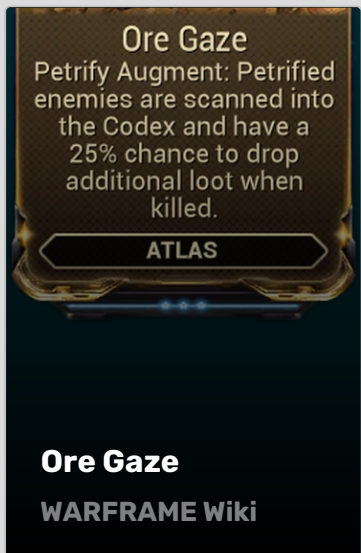 Ore Gaze
Petrify Augment: Petrified
enemies are scanned into
the Codex and have a
25% chance to drop
additional loot when
killed.
ATLAS
Ore Gaze
WARFRAME Wiki